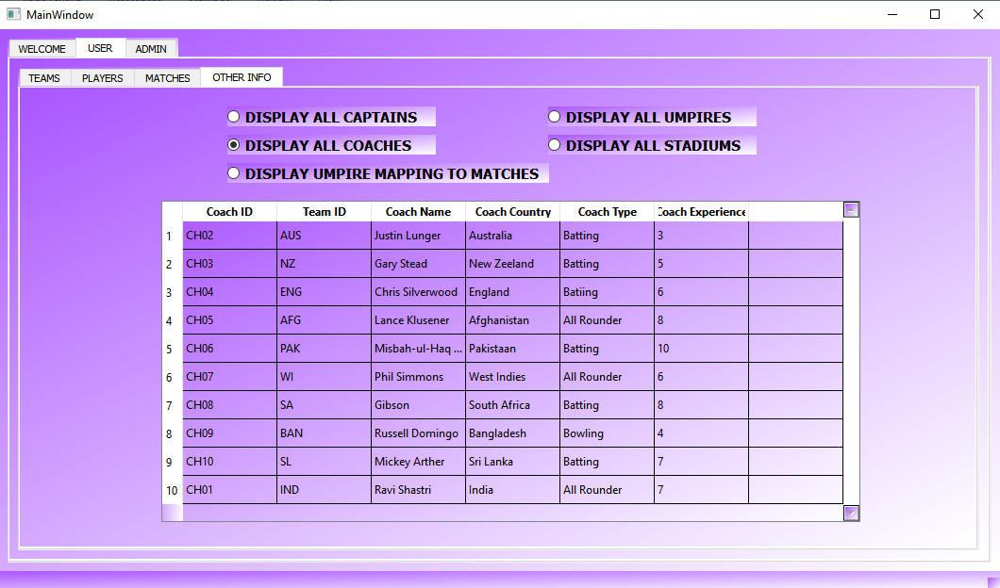 MainWindow
WELCOME USER ADMIN
TEAMS PLAYERS MATCHES OTHER INFO
DISPLAY ALL CAPTAINS DISPLAY ALL UMPIRES
DISPLAY ALL COACHES DISPLAY ALL STADIUMS
DISPLAY UMPIRE MAPPING TO MATCHES
Coach ID Team ID Coach Name Coach Country Coach Type Coach Experience
1 CH02 AUS Justin Lunger Australia Batting 3
2 CH03 NZ Gary Stead New Zeeland Batting 5
3 CH04 ENG Chris Silverwood England Batiing 6
4 CH05 AFG Lance Klusener Afghanistan All Rounder 8
5 CH06 PAK Misbah-ul-Haq ... Pakistaan Batting 10
6 CH07 WI Phil Simmons West Indies All Rounder 6
7 CH08 SA Gibson South Africa Batting 8
8 CH09 BAN Russell Domingo Bangladesh Bowling 4
9 CH10 SL Mickey Arther Sri Lanka Batting 7
10 CH01 IND Ravi Shastri India All Rounder 7